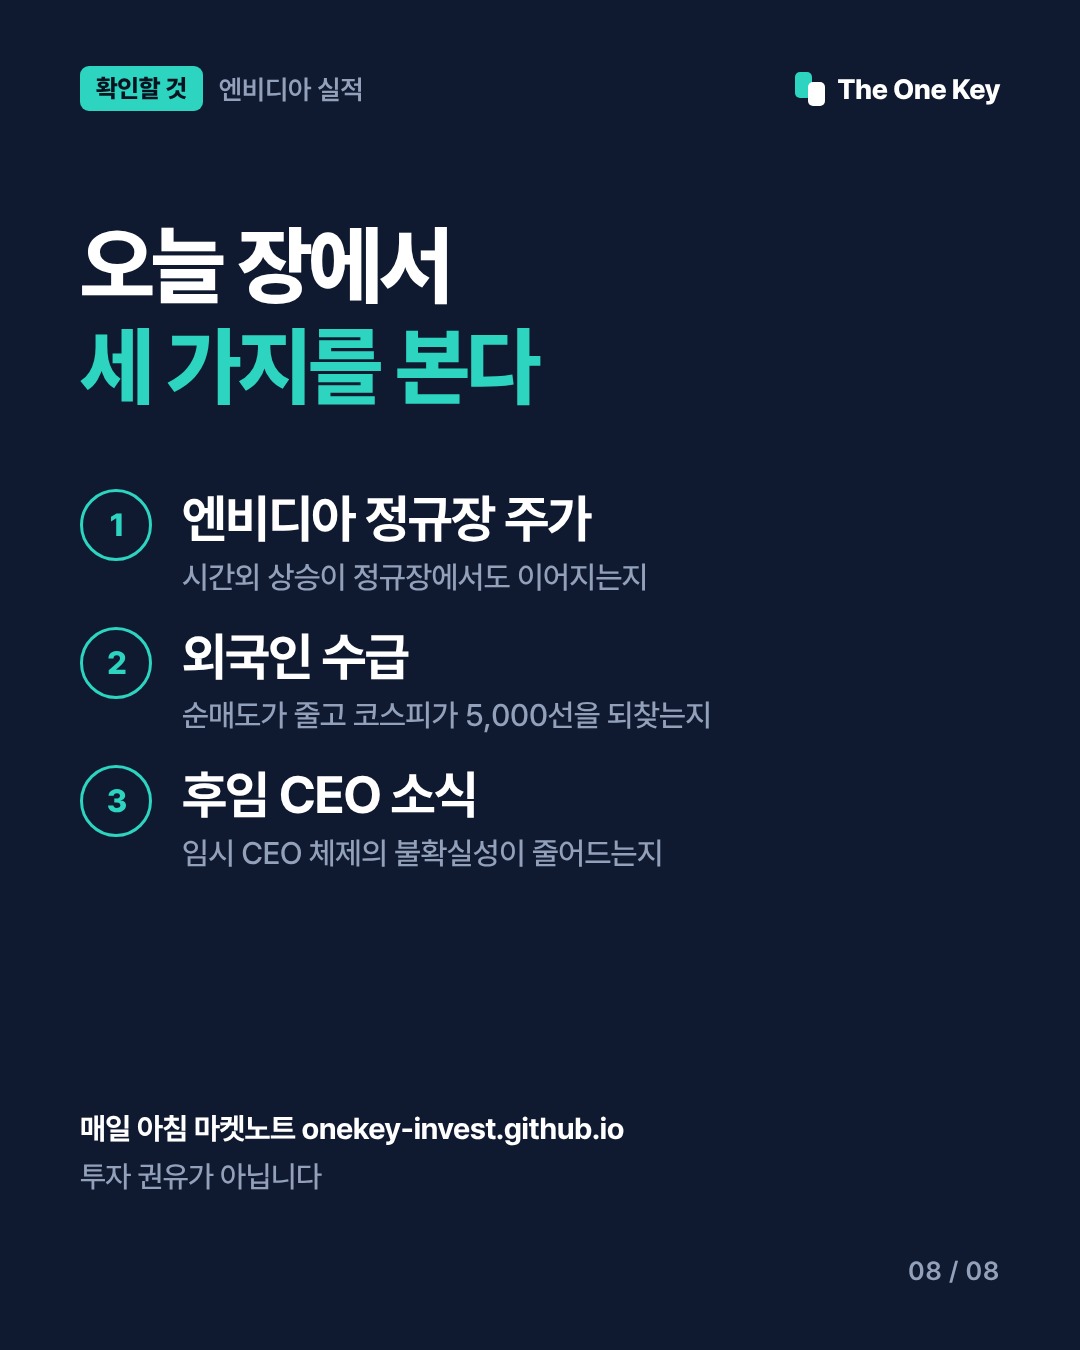 확인할 것 엔비디아 실적
The One Key
오늘 장에서
세 가지를 본다
1 엔비디아 정규장 주가
시간외 상승이 정규장에서도 이어지는지
2 외국인 수급
순매도가 줄고 코스피가 5,000선을 되찾는지
3 후임 CEO 소식
임시 CEO 체제의 불확실성이 줄어드는지
매일 아침 마켓노트 onekey-invest.github.io
투자 권유가 아닙니다
08 / 08